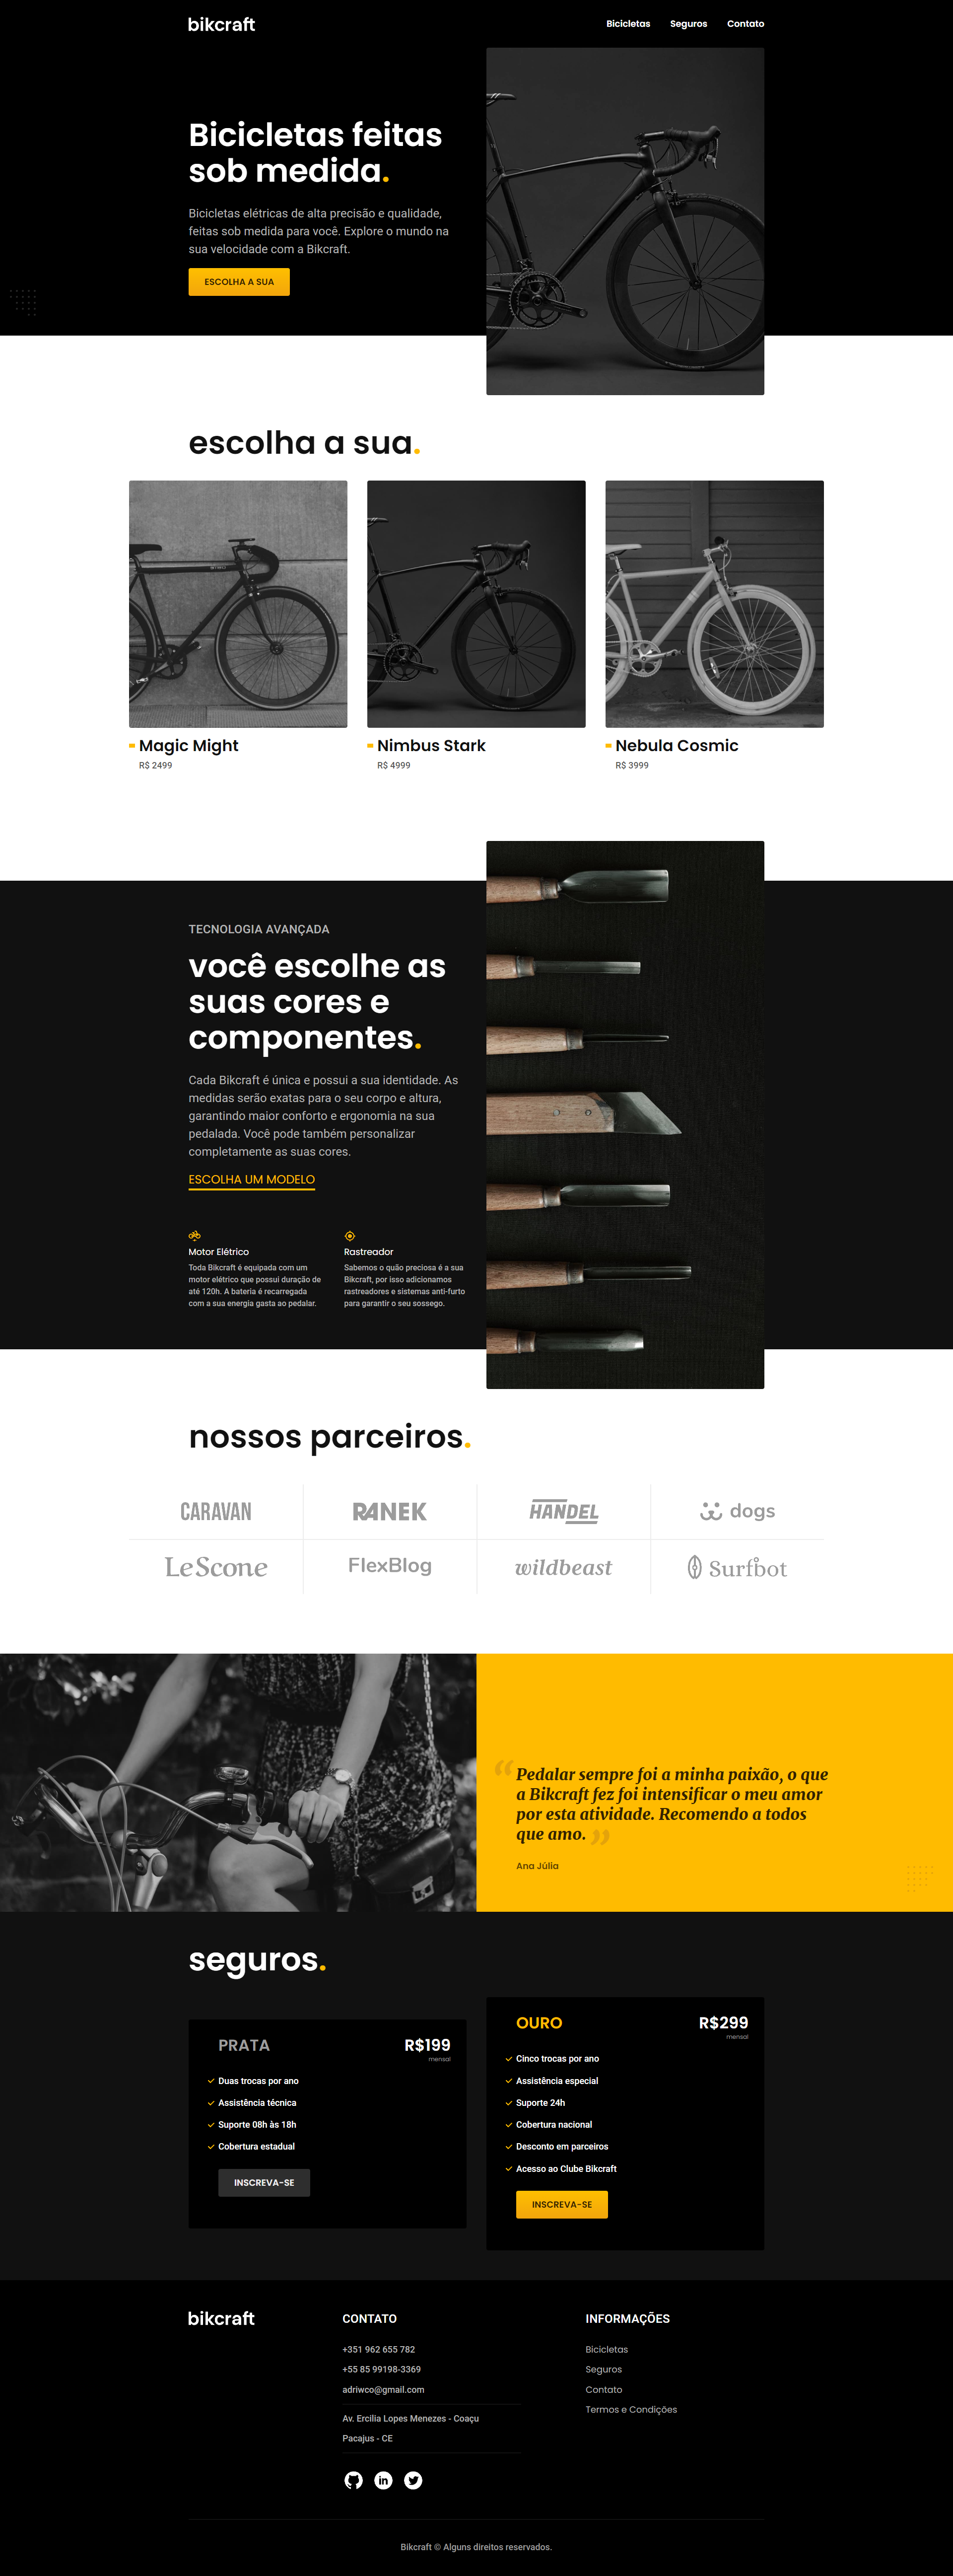 bikcraft
Bicicletas
Seguros
Contato
Bicicletas feitas
sob medida.
Bicicletas elétricas de alta precisão e qualidade,
feitas sob medida para você. Explore o mundo na
sua velocidade com a Bikcraft.
ESCOLHA A SUA
escolha a sua.
Magic Might
R$ 2499
Nimbus Stark
R$ 4999
Nebula Cosmic
R$ 3999
TECNOLOGIA AVANÇADA
você escolhe as
suas cores e
componentes.
Cada Bikcraft é única e possui a sua identidade. As
medidas serão exatas para o seu corpo e altura,
garantindo maior conforto e ergonomia na sua
pedalada. Você pode também personalizar
completamente as suas cores.
ESCOLHA UM MODELO
Motor Elétrico
Toda Bikcraft é equipada com um
motor elétrico que possui duração de
até 120h. A bateria é recarregada
com a sua energia gasta ao pedalar.
Rastreador
Sabemos o quão preciosa é a sua
Bikcraft, por isso adicionamos
rastreadores e sistemas anti-furto
para garantir o seu sossego.
nossos parceiros.
CARAVAN
RANEK
HANDEL
dogs
LeScone
FlexBlog
wildbeast
Surfbot
“Pedalar sempre foi a minha paixão, o que
a Bikcraft fez foi intensificar o meu amor
por esta atividade. Recomendo a todos
que amo.”
Ana Júlia
seguros.
PRATA
R$199
mensal
Duas trocas por ano
Assistência técnica
Suporte 08h às 18h
Cobertura estadual
INSCREVA-SE
OURO
R$299
mensal
Cinco trocas por ano
Assistência especial
Suporte 24h
Cobertura nacional
Desconto em parceiros
Acesso ao Clube Bikcraft
INSCREVA-SE
bikcraft
CONTATO
+351 962 655 782
+55 85 99198-3369
adriwco@gmail.com
Av. Ercilia Lopes Menezes - Coaçu
Pacajus - CE
INFORMAÇÕES
Bicicletas
Seguros
Contato
Termos e Condições
Bikcraft © Alguns direitos reservados.